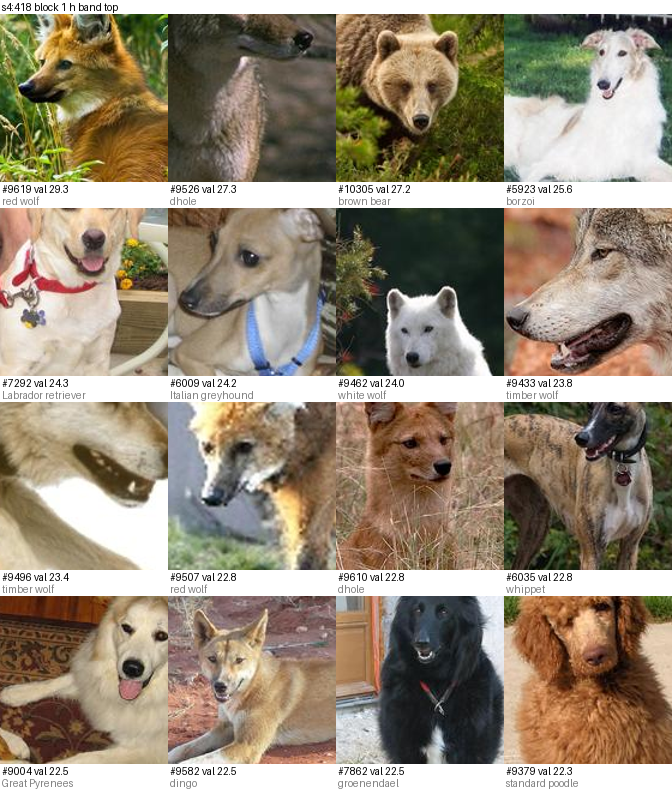 s4:418 block 1 h band top
#9619 val 29.3
red wolf
#9526 val 27.3
dhole
#10305 val 27.2
brown bear
#5923 val 25.6
borzoi
#7292 val 24.3
Labrador retriever
#6009 val 24.2
Italian greyhound
#9462 val 24.0
white wolf
#9433 val 23.8
timber wolf
#9496 val 23.4
timber wolf
#9507 val 22.8
red wolf
#9610 val 22.8
dhole
#6035 val 22.8
whippet
#9004 val 22.5
Great Pyrenees
#9582 val 22.5
dingo
#7862 val 22.5
groenendael
#9379 val 22.3
standard poodle